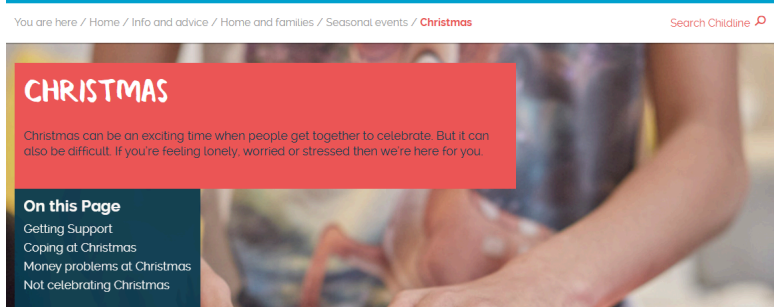 You are here / Home / Info and advice / Home and families / Seasonal events / Christmas
Search Childline
CHRISTMAS
Christmas can be an exciting time when people get together to celebrate. But it can
also be difficult. If you're feeling lonely, worried or stressed then we're here for you.
On this Page
Getting Support
Coping at Christmas
Money problems at Christmas
Not celebrating Christmas